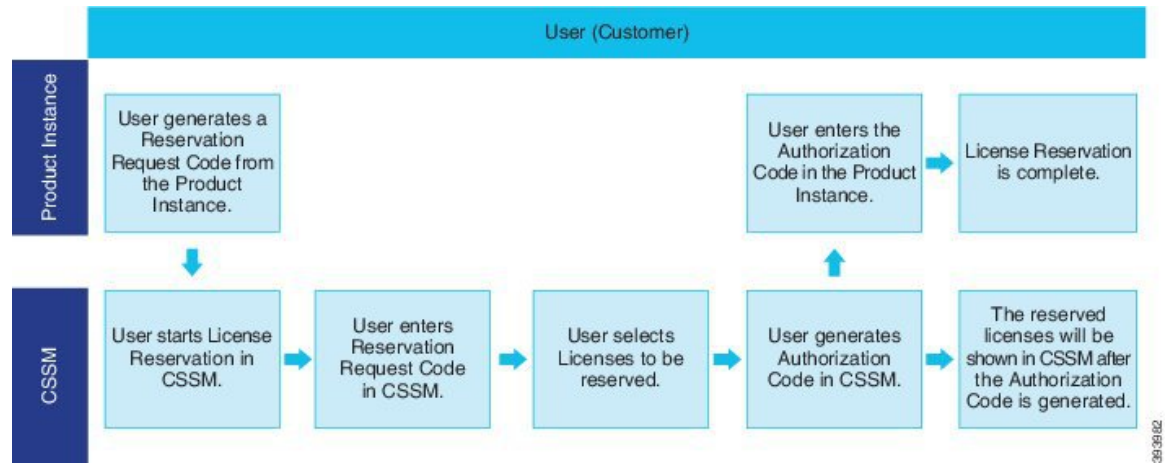 User (Customer)
Product Instance
User generates a
Reservation
Request Code from
the Product
Instance.
User enters the
Authorization
Code in the Product
Instance.
License Reservation
is complete.
CSSM
User starts License
Reservation in
CSSM.
User enters
Reservation
Request Code
in CSSM.
User selects
Licenses to be
reserved.
User generates
Authorization
Code in CSSM.
The reserved
licenses will be
shown in CSSM after
the Authorization
Code is generated.
393982